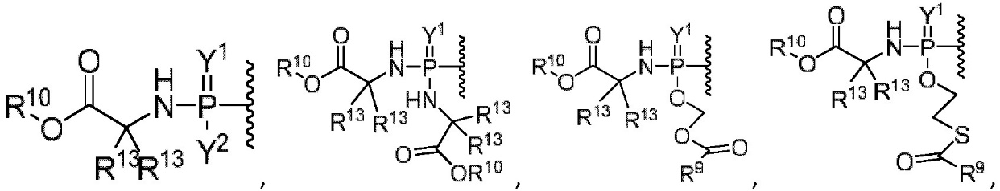 O Y¹
H
R¹⁰ N P
O
R¹³ R¹³ Y²
,
O H Y¹
R¹⁰ N P
O
HN
R¹³ R¹³ R¹³
R¹³
O
OR¹⁰
,
O H Y¹
R¹⁰ N P
O
O
R¹³ R¹³
O O
R⁹
,
O H Y¹
R¹⁰ N P
O
O
R¹³ R¹³
S
O
R⁹
,